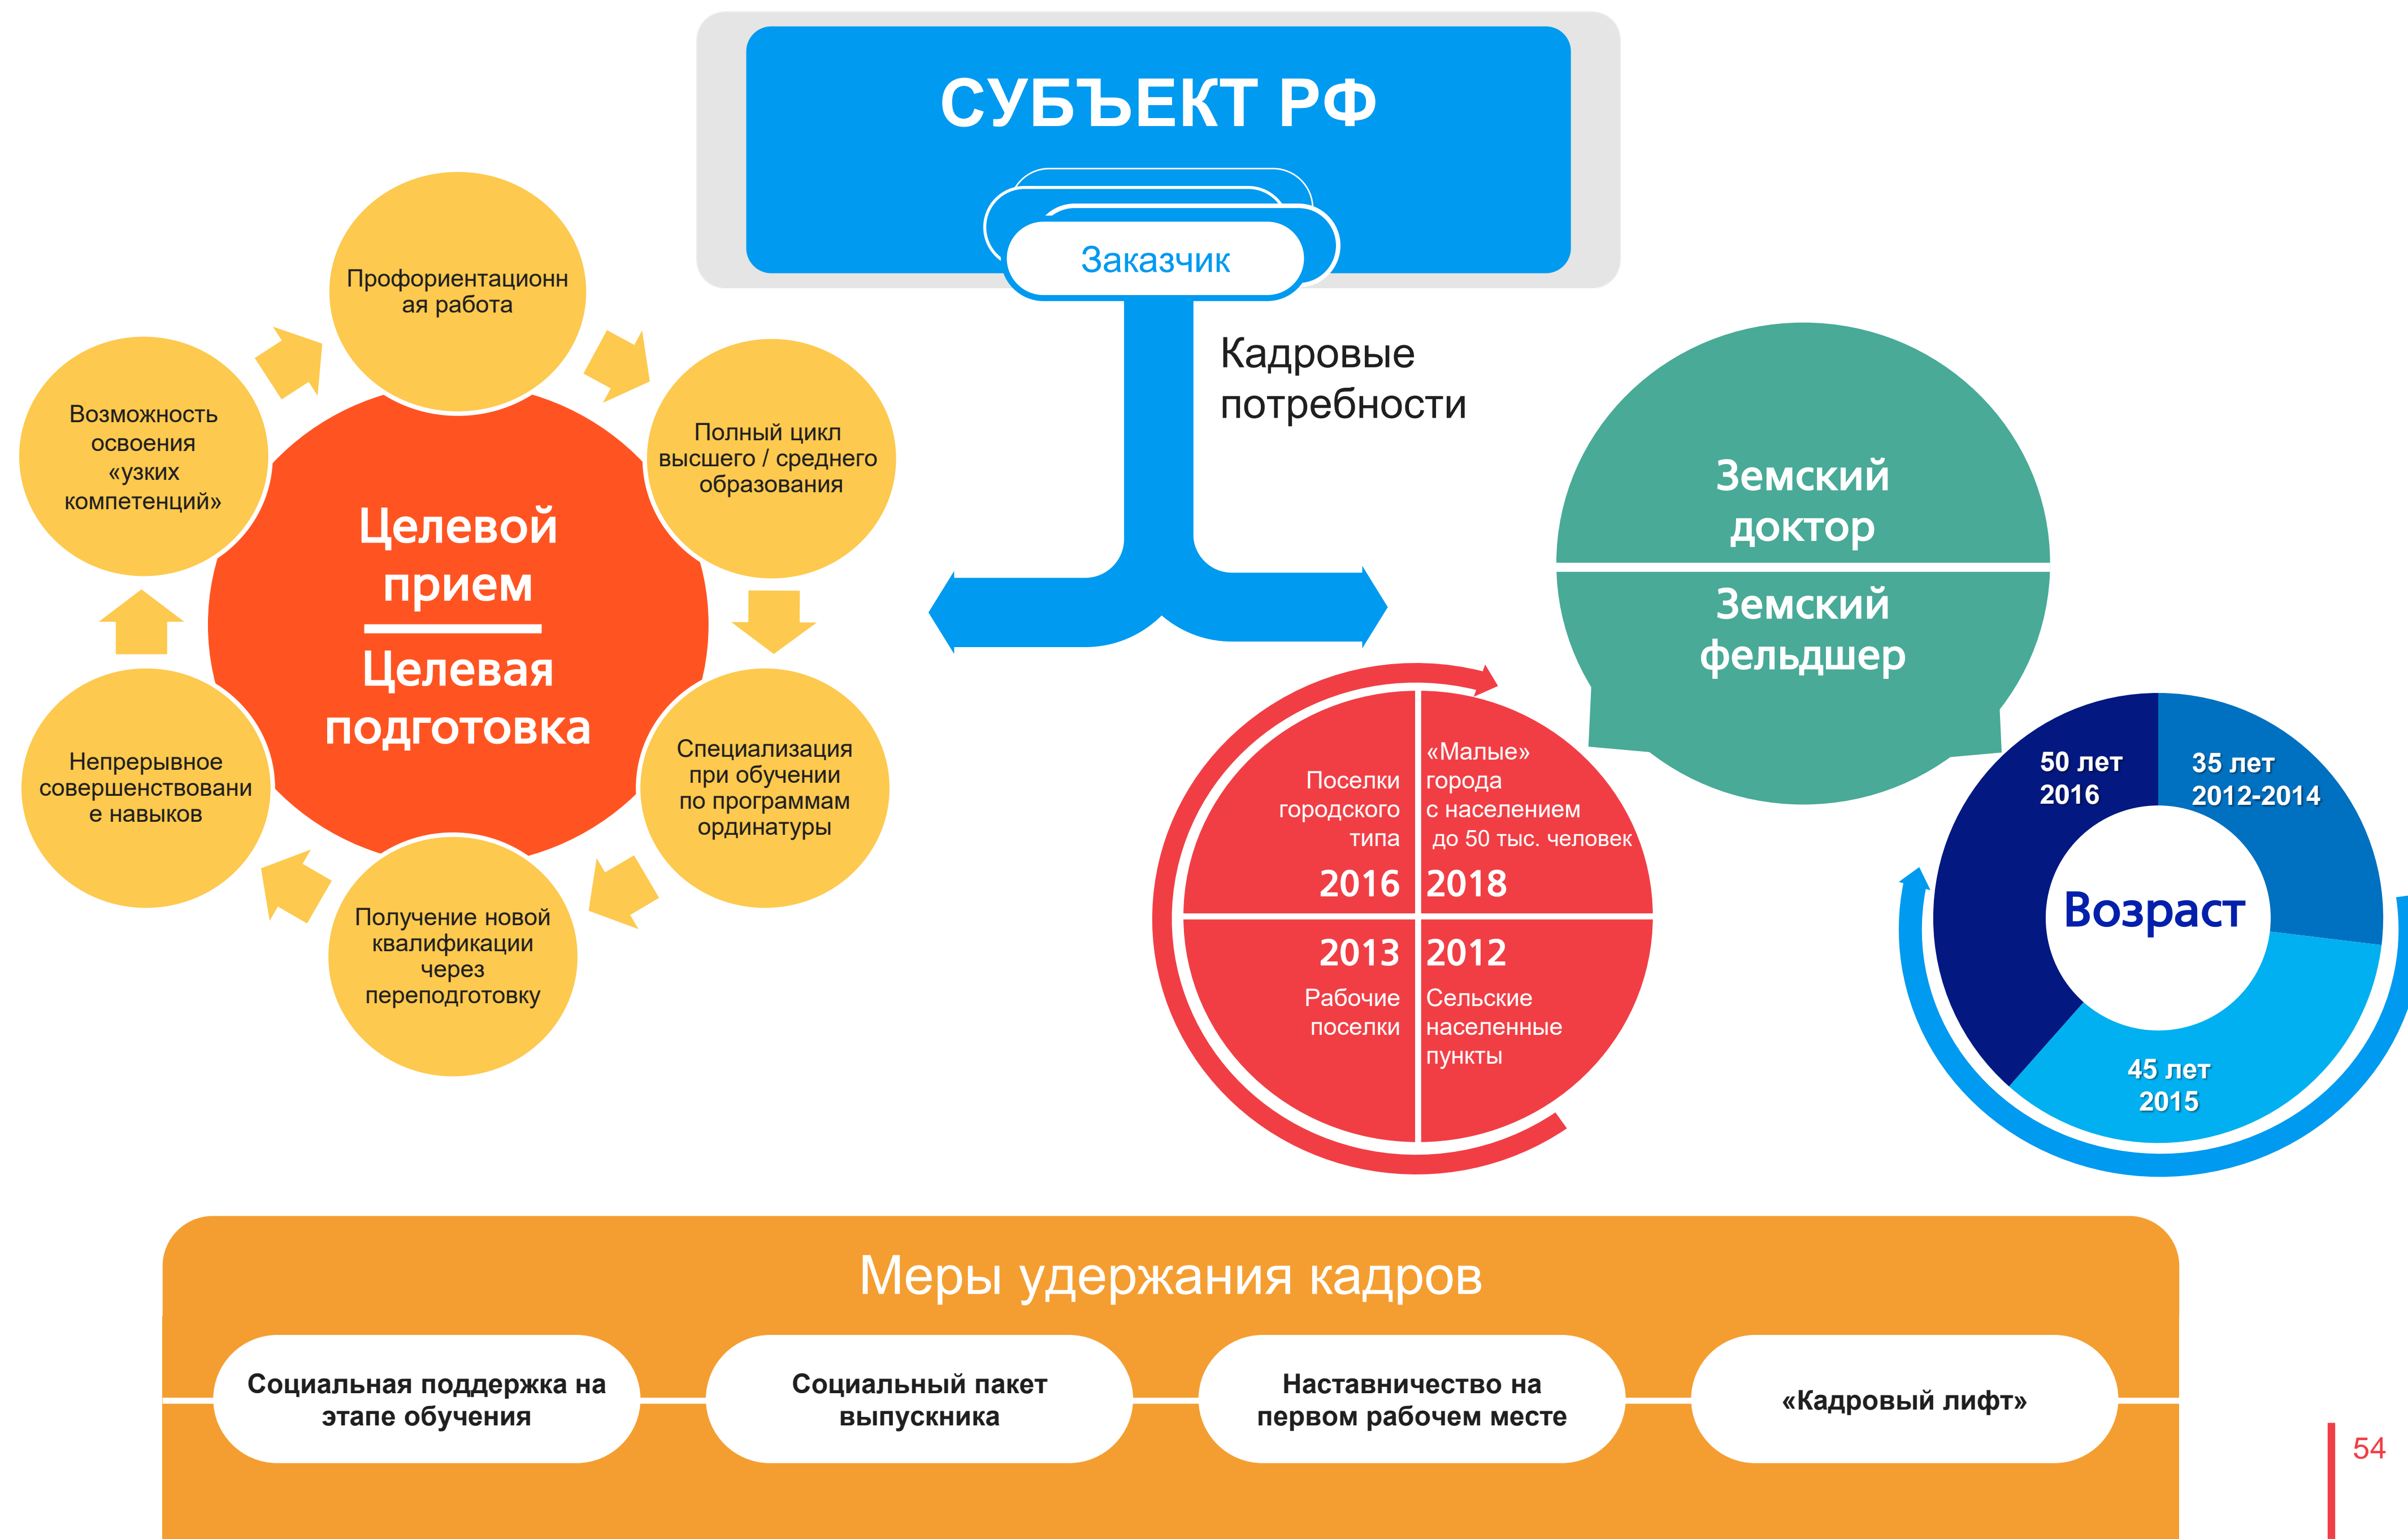 СУБЪЕКТ РФ
Заказчик
Кадровые
потребности
Профориентационн
ая работа
Полный цикл
высшего / среднего
образования
Специализация
при обучении
по программам
ординатуры
Получение новой
квалификации
через
переподготовку
Непрерывное
совершенствовани
е навыков
Возможность
освоения
«узких
компетенций»
Целевой
прием
Целевая
подготовка
Земский
доктор
Земский
фельдшер
Поселки
городского
типа
2016
«Малые»
города
с населением
до 50 тыс. человек
2018
2013
Рабочие
поселки
2012
Сельские
населенные
пункты
50 лет
2016
35 лет
2012-2014
Возраст
45 лет
2015
Меры удержания кадров
Социальная поддержка на
этапе обучения
Социальный пакет
выпускника
Наставничество на
первом рабочем месте
«Кадровый лифт»
54